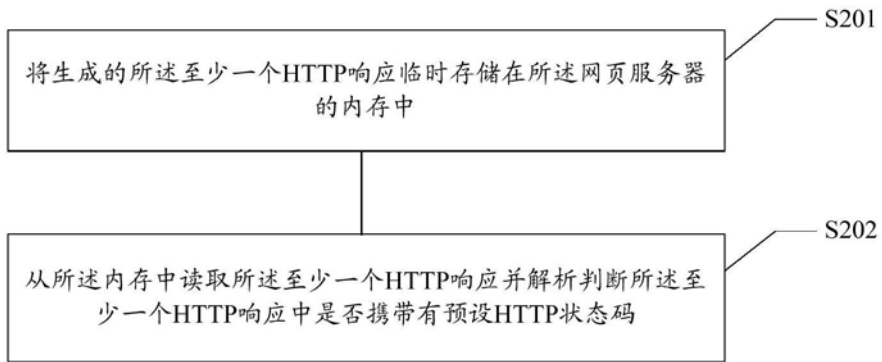 S201
将生成的所述至少一个HTTP响应临时存储在所述网页服务器
的内存中
S202
从所述内存中读取所述至少一个HTTP响应并解析判断所述至
少一个HTTP响应中是否携带有预设HTTP状态码